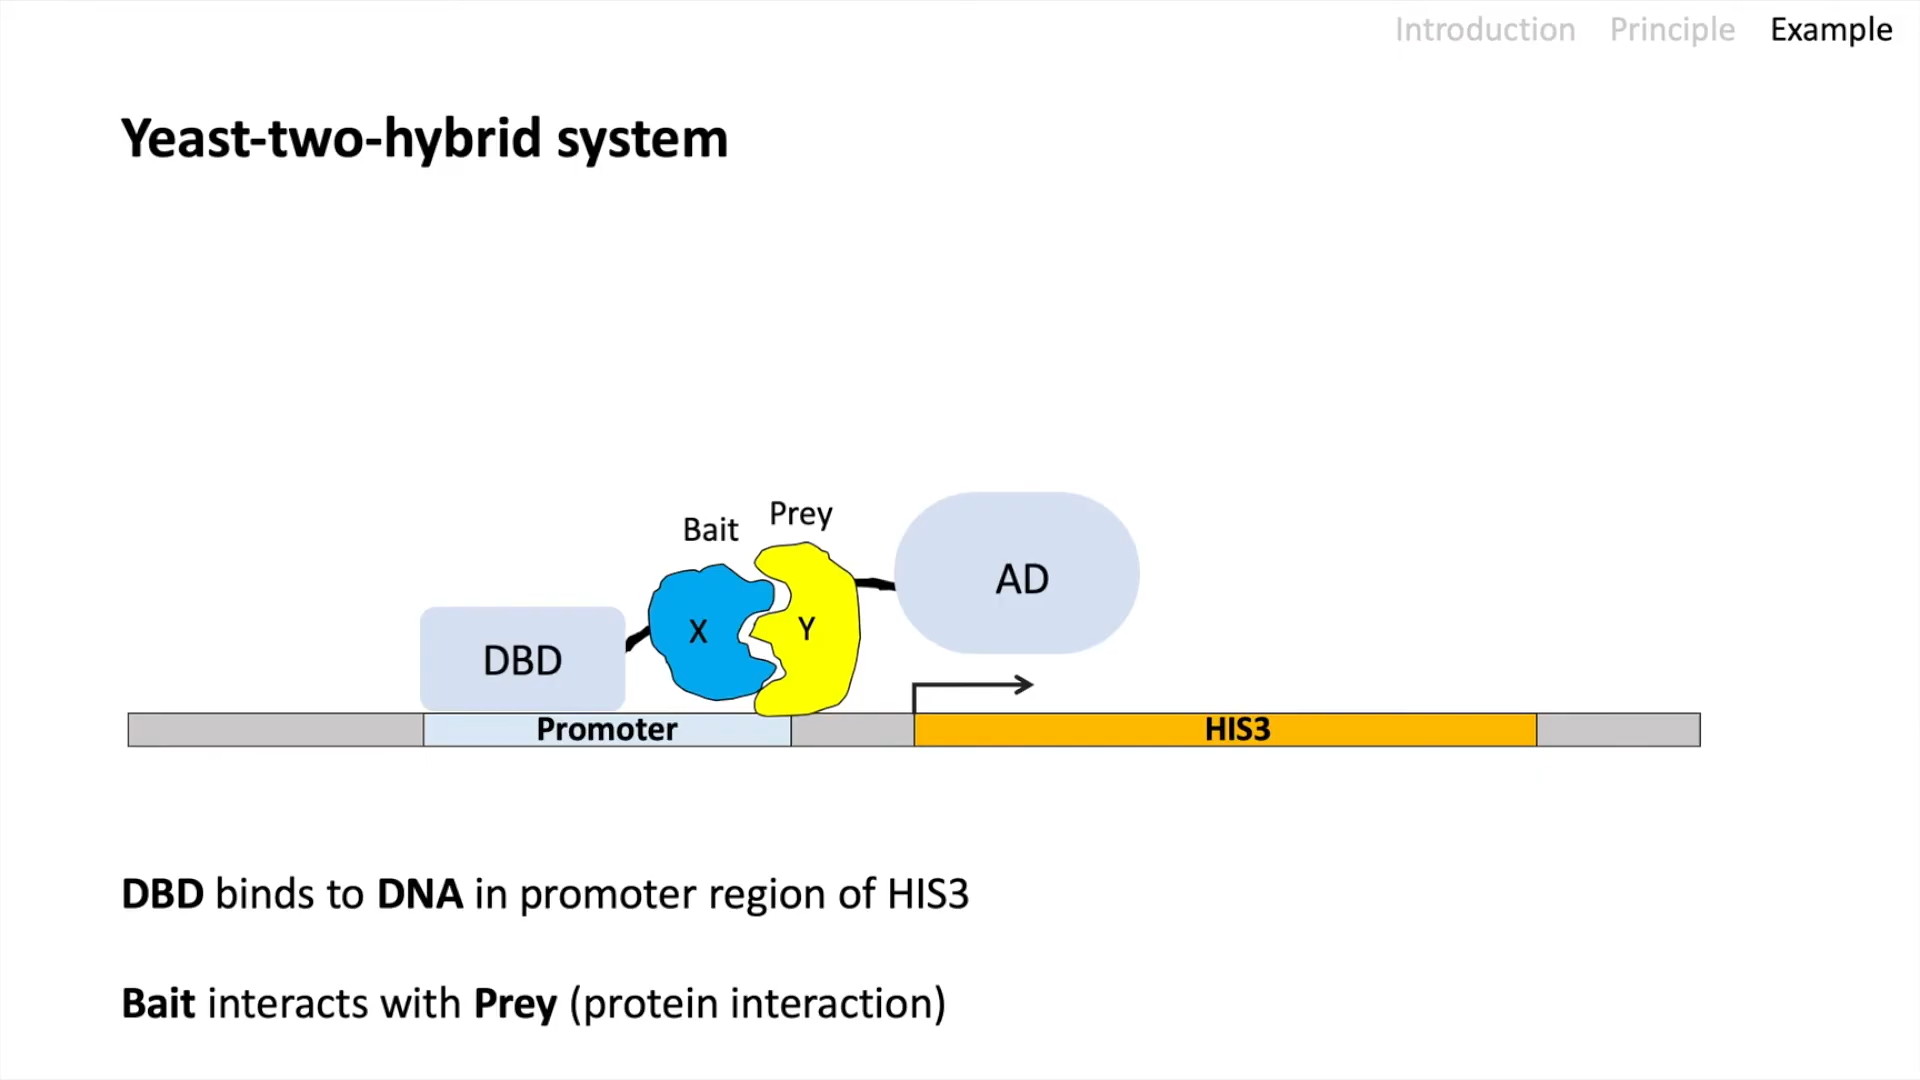 Introduction Principle Example
Yeast-two-hybrid system
Bait Prey
DBD X Y AD
Promoter HIS3
DBD binds to DNA in promoter region of HIS3
Bait interacts with Prey (protein interaction)